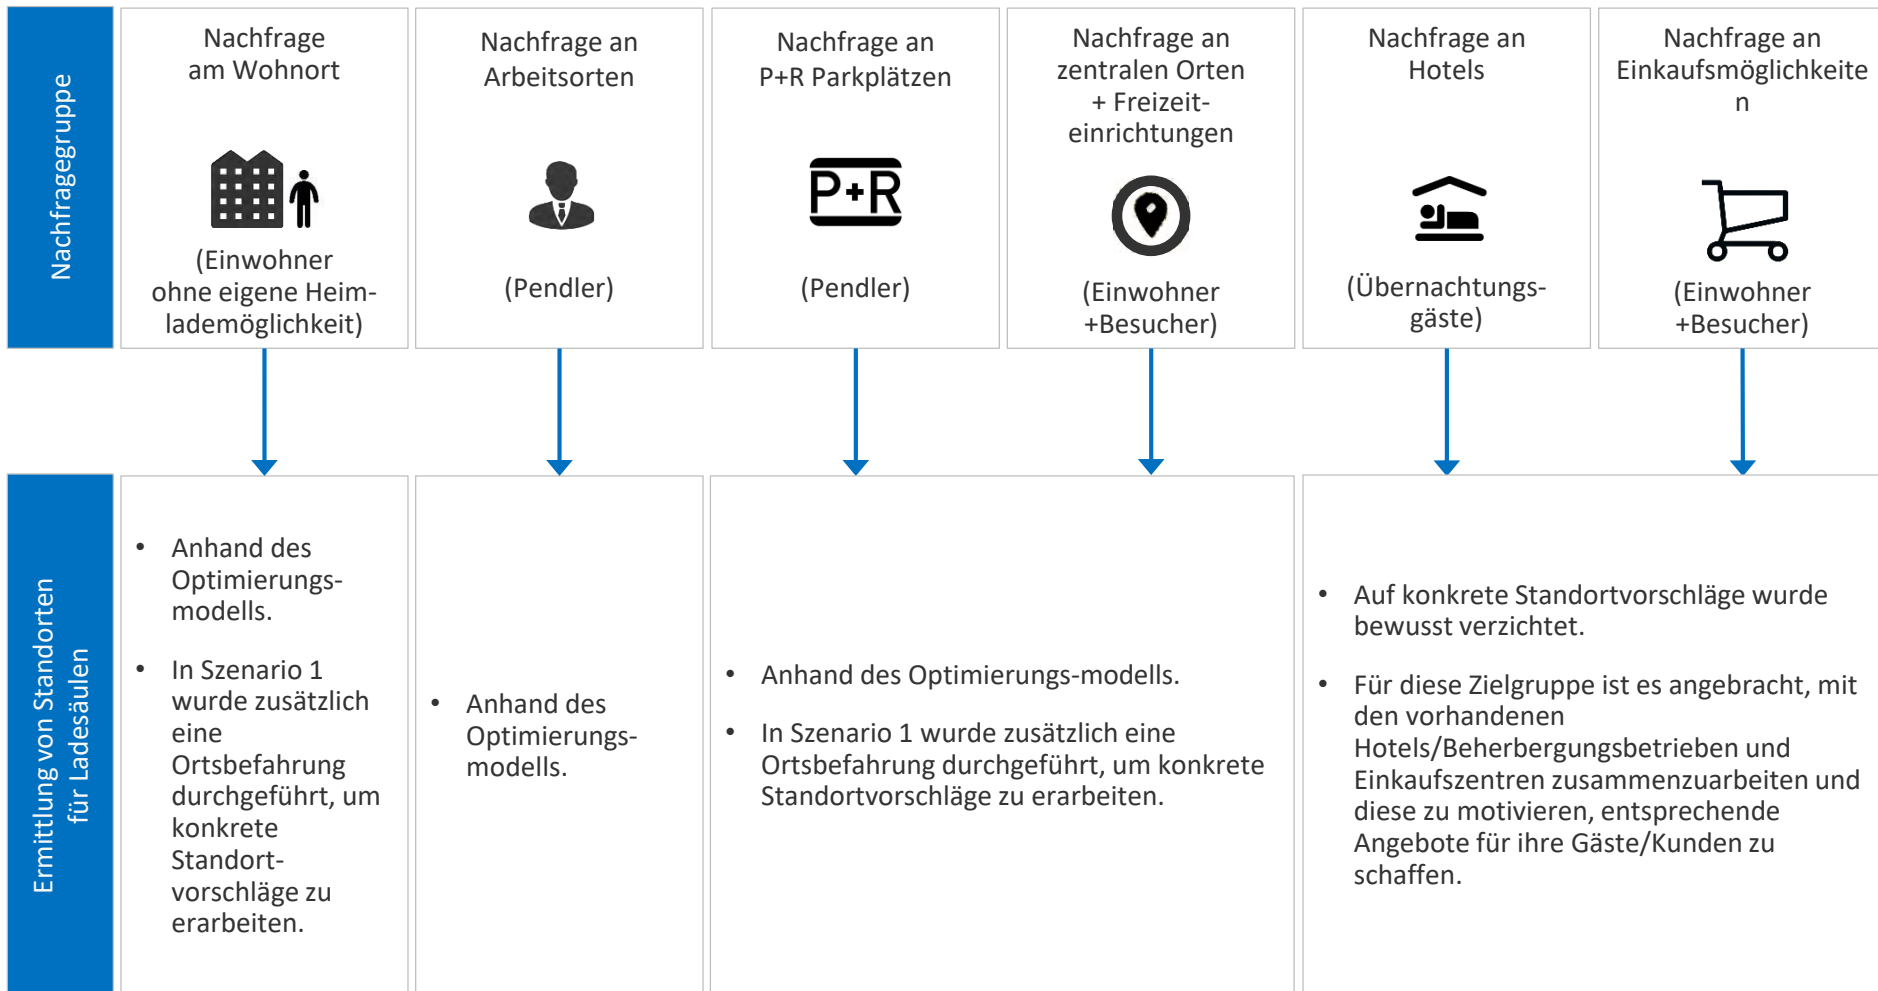 Nachfragegruppe
Nachfrage
am Wohnort
(Einwohner
ohne eigene Heim-
lademöglichkeit)
Nachfrage an
Arbeitsorten
(Pendler)
Nachfrage an
P+R Parkplätzen
P+R
(Pendler)
Nachfrage an
zentralen Orten
+ Freizeit-
einrichtungen
(Einwohner
+Besucher)
Nachfrage an
Hotels
(Übernachtungs-
gäste)
Nachfrage an
Einkaufsmöglichkeite
n
(Einwohner
+Besucher)
Ermittlung von Standorten
für Ladesäulen
• Anhand des
Optimierungs-
modells.
• In Szenario 1
wurde zusätzlich
eine
Ortsbefahrung
durchgeführt, um
konkrete
Standort-
vorschläge zu
erarbeiten.
• Anhand des
Optimierungs-
modells.
• Anhand des Optimierungs-modells.
• In Szenario 1 wurde zusätzlich eine
Ortsbefahrung durchgeführt, um konkrete
Standortvorschläge zu erarbeiten.
• Auf konkrete Standortvorschläge wurde
bewusst verzichtet.
• Für diese Zielgruppe ist es angebracht, mit
den vorhandenen
Hotels/Beherbergungsbetrieben und
Einkaufszentren zusammenzuarbeiten und
diese zu motivieren, entsprechende
Angebote für ihre Gäste/Kunden zu
schaffen.